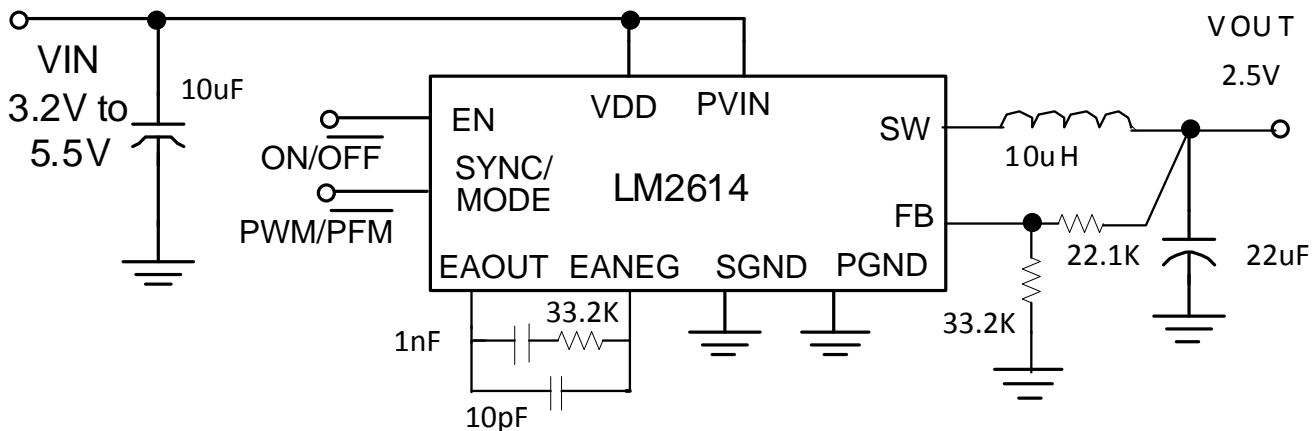 VOUT
2.5V
VIN
3.2V to
5.5V
10uF
VDD PVIN
EN
ON/OFF
SYNC/
MODE
PWM/PFM
LM2614
SW
10uH
FB
22.1K
22uF
33.2K
EAOUT EANEG SGND PGND
33.2K
1nF
10pF